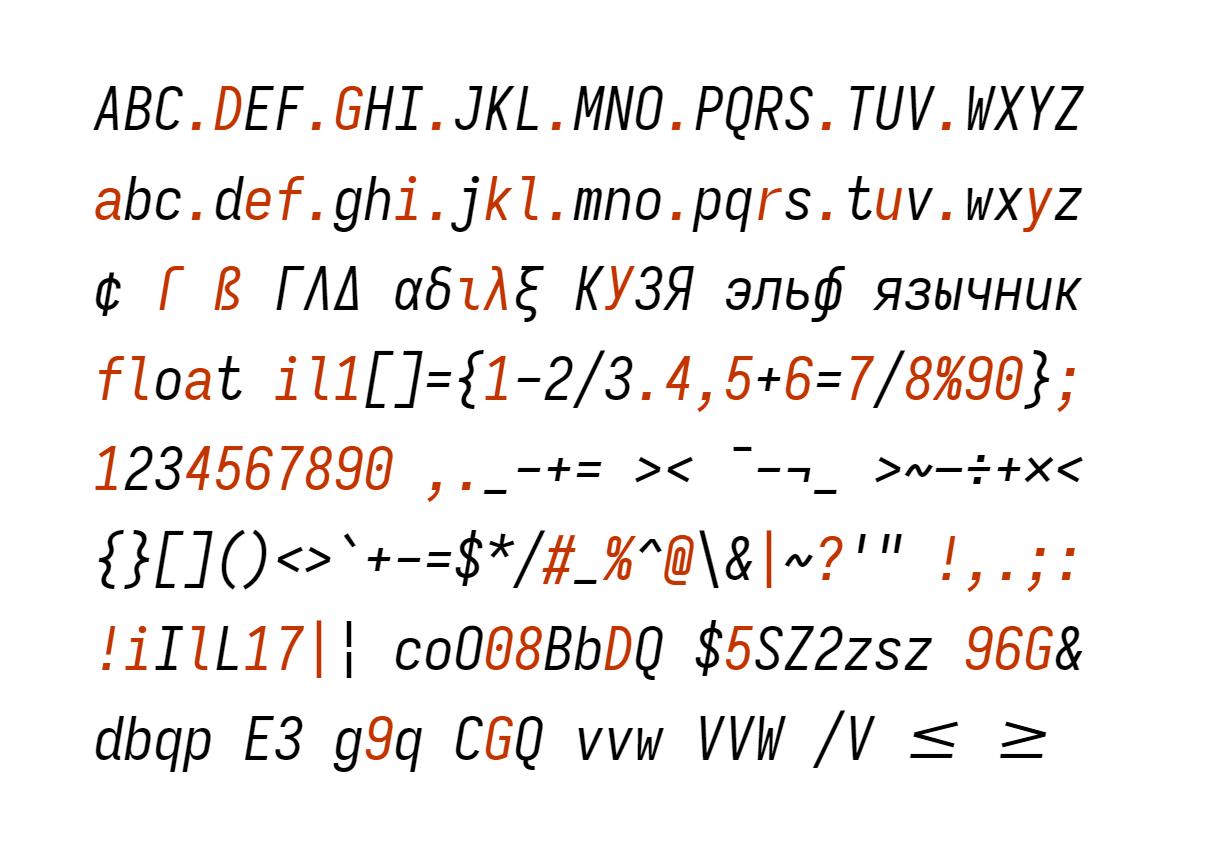 ABC.DEF.GHI.JKL.MNO.PQRS.TUV.WXYZ
abc.def.ghi.jkl.mno.pqrs.tuv.wxyz
¢ Ꞅ ß ΓΛΔ αδιλξ КУЗЯ эльф язычник
float il1[]={1-2/3.4,5+6=7/8%90};
1234567890 ,._-+= >< ¯-¬_ >~–÷+×<
{}[]()<>`+-=$*/#_%^@\&|~?'" !,.;:
!iIlL17|¦ coO08BbDQ $5SZ2zsz 96G&
dbqp E3 g9q CGQ vvw VVW /V ≤ ≥